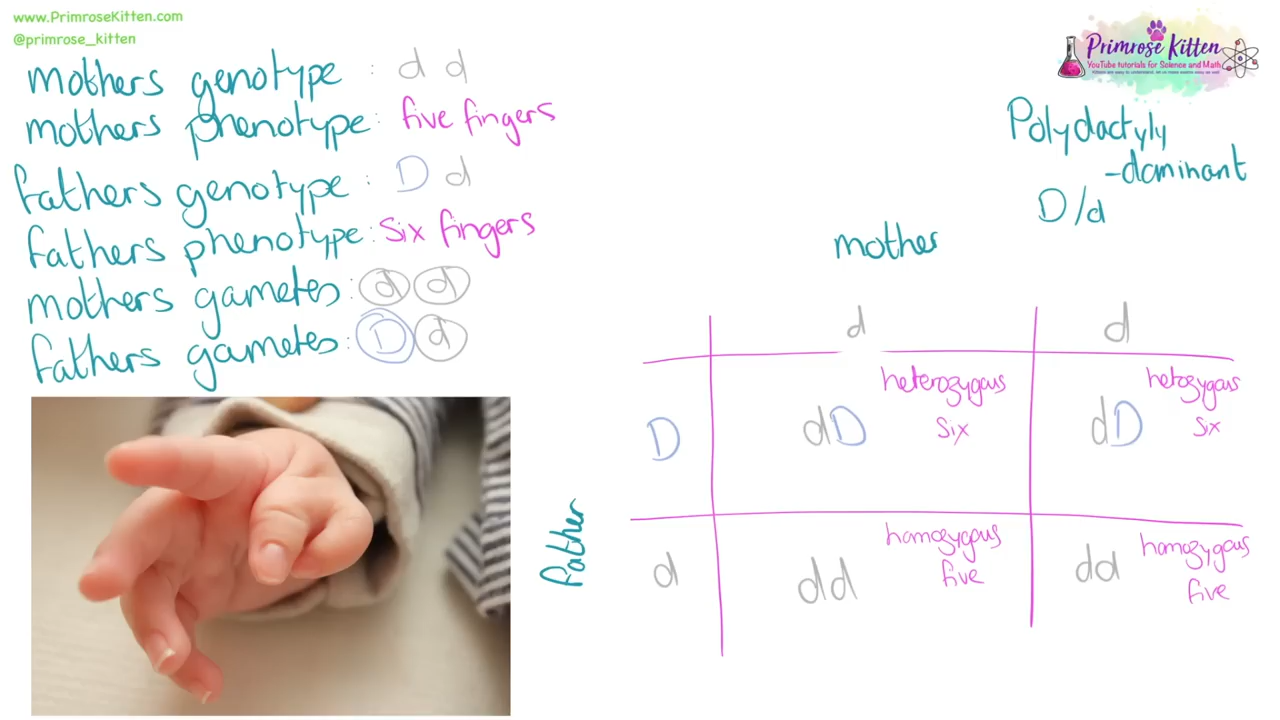 www.PrimroseKitten.com
@primrose_kitten
Primrose Kitten
YouTube tutorials for Science and Math
mothers genotype : d d
mothers phenotype: five fingers
fathers genotype : D d
fathers phenotype: six fingers
mothers gametes : d d
fathers gametes : D d
Polydactyly
-dominant
D/d
mother
d d
Father
D
dD heterozygous
six
dD hetozygous
six
d
dd homozygous
five
dd homozygous
five